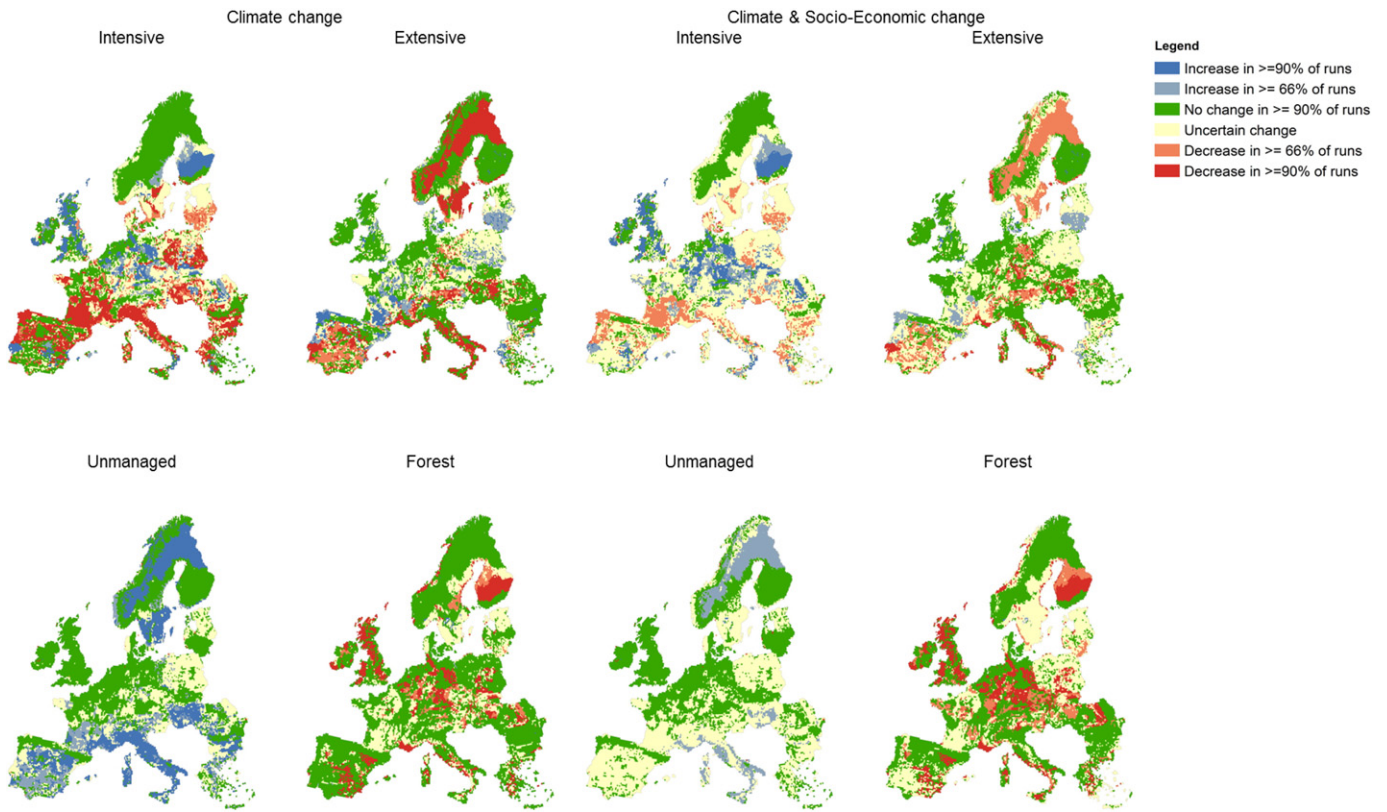 Climate change
Climate & Socio-Economic change
Intensive
Extensive
Intensive
Extensive
Legend
Increase in >=90% of runs
Increase in >= 66% of runs
No change in >= 90% of runs
Uncertain change
Decrease in >= 66% of runs
Decrease in >=90% of runs
Unmanaged
Forest
Unmanaged
Forest